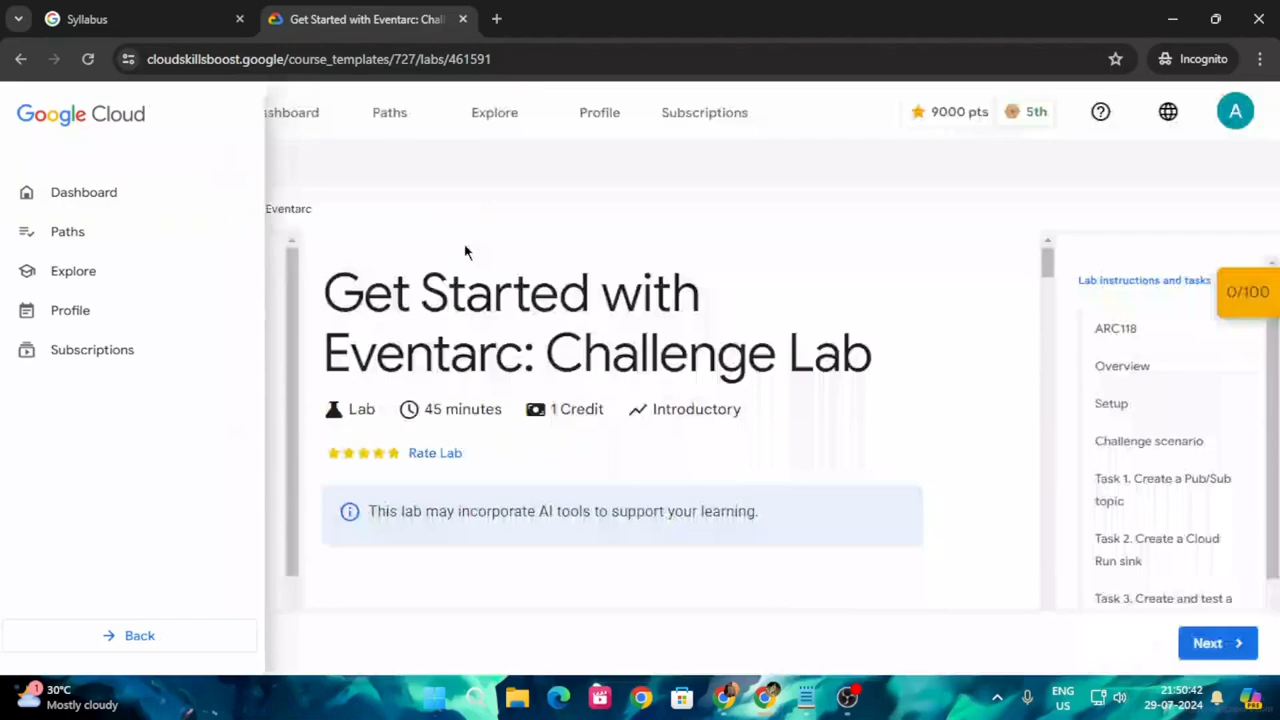 Syllabus
Get Started with Eventarc: Chal
cloudskillsboost.google/course_templates/727/labs/461591
Incognito
Google Cloud
shboard
Paths
Explore
Profile
Subscriptions
9000 pts
5th
A
Dashboard
Paths
Explore
Profile
Subscriptions
Back
Eventarc
Get Started with
Eventarc: Challenge Lab
Lab
45 minutes
1 Credit
Introductory
Rate Lab
This lab may incorporate AI tools to support your learning.
Lab instructions and tasks
0/100
ARC118
Overview
Setup
Challenge scenario
Task 1. Create a Pub/Sub
topic
Task 2. Create a Cloud
Run sink
Task 3. Create and test a
Next
1
30°C
Mostly cloudy
ENG
US
21:50:42
29-07-2024
PRE